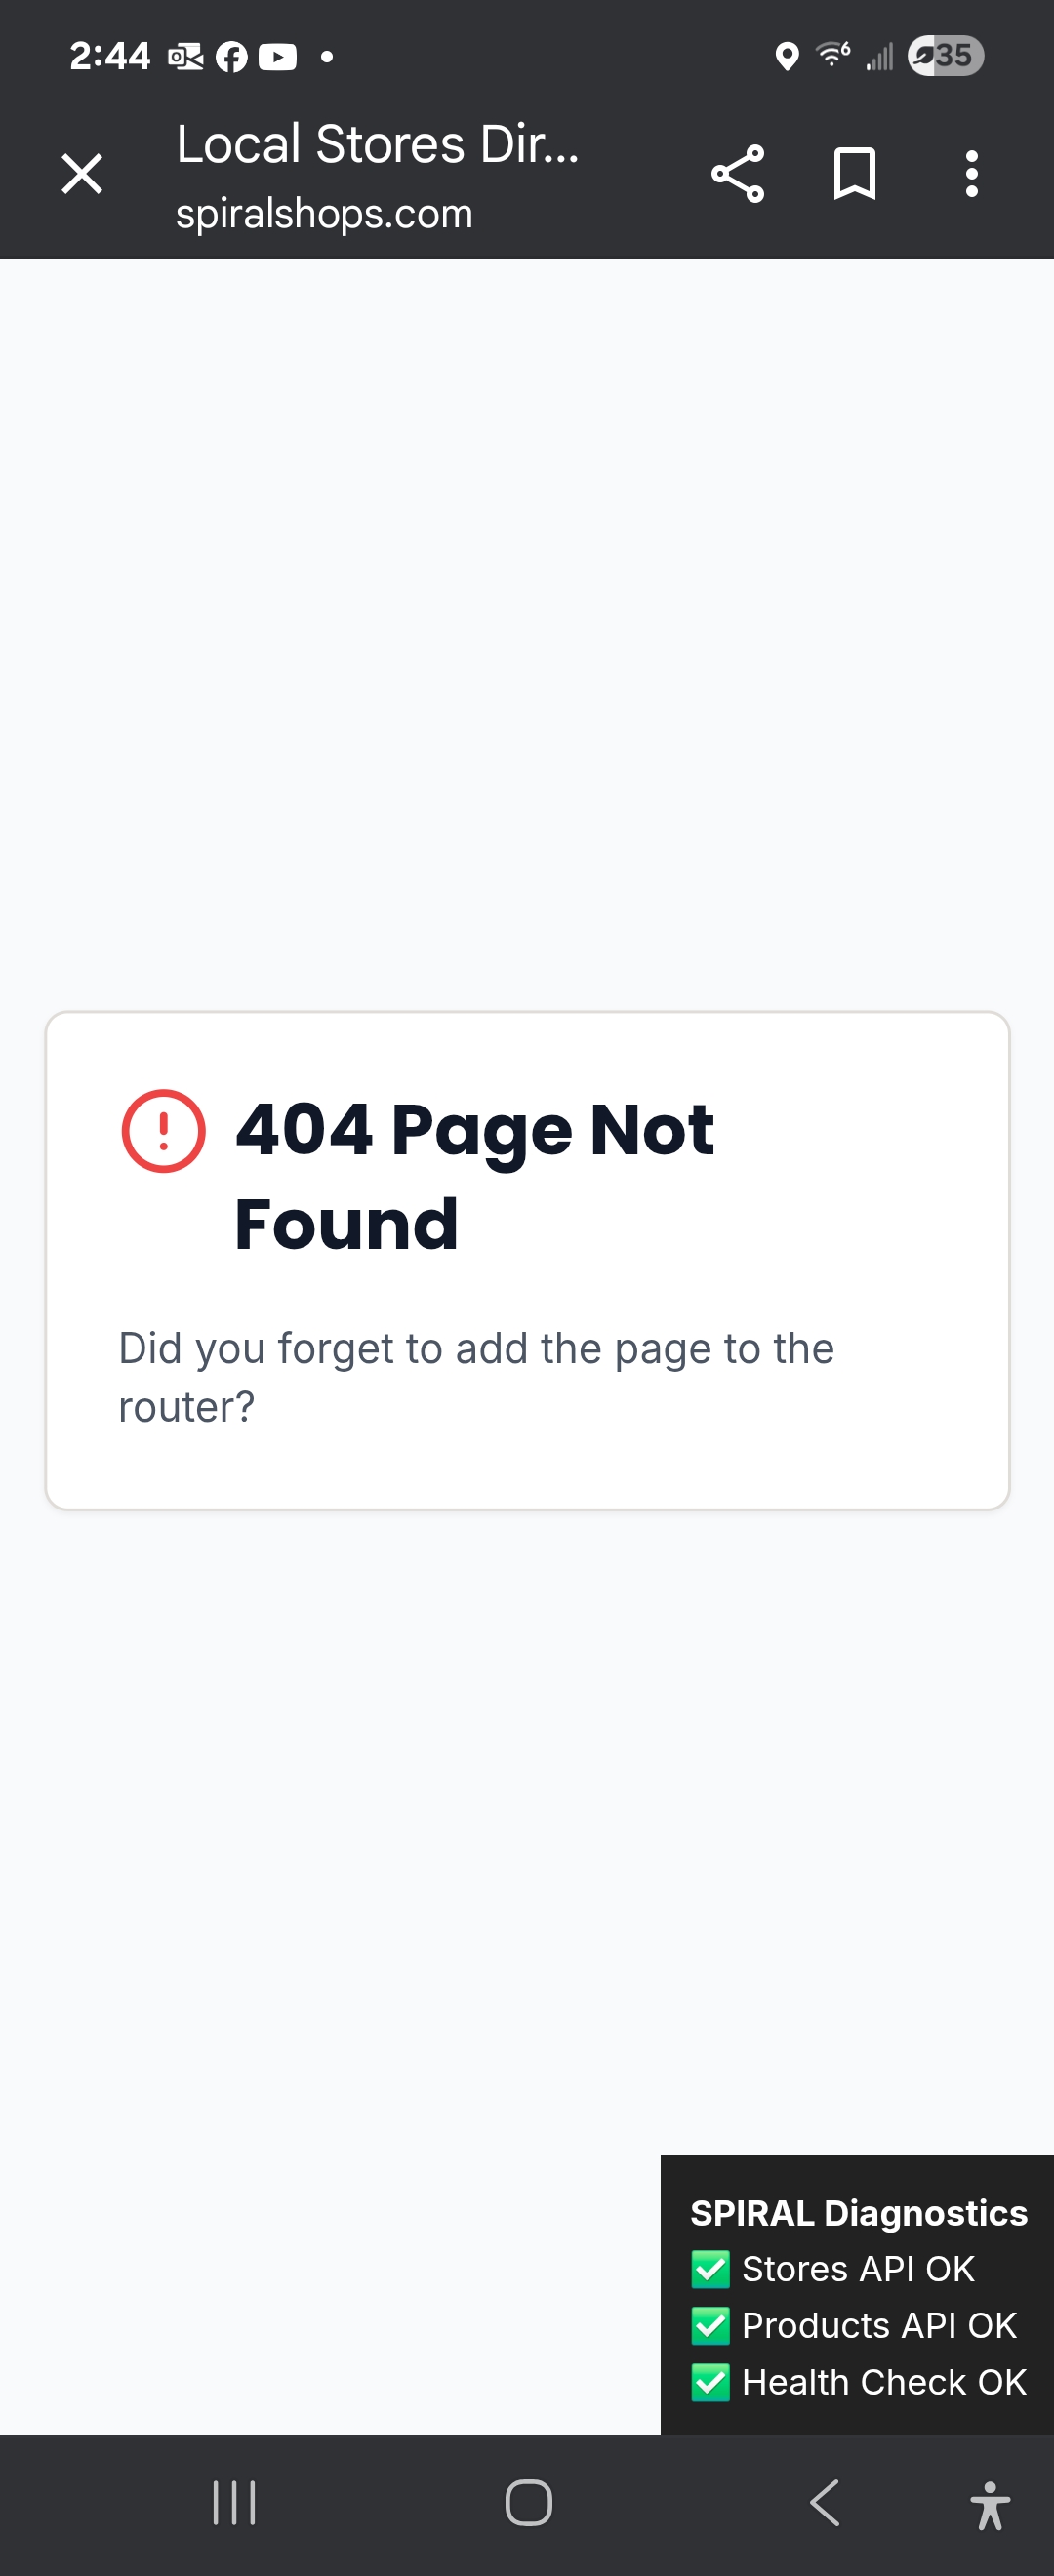 2:44
35
Local Stores Dir...
spiralshops.com
404 Page Not
Found
Did you forget to add the page to the
router?
SPIRAL Diagnostics
✅ Stores API OK
✅ Products API OK
✅ Health Check OK